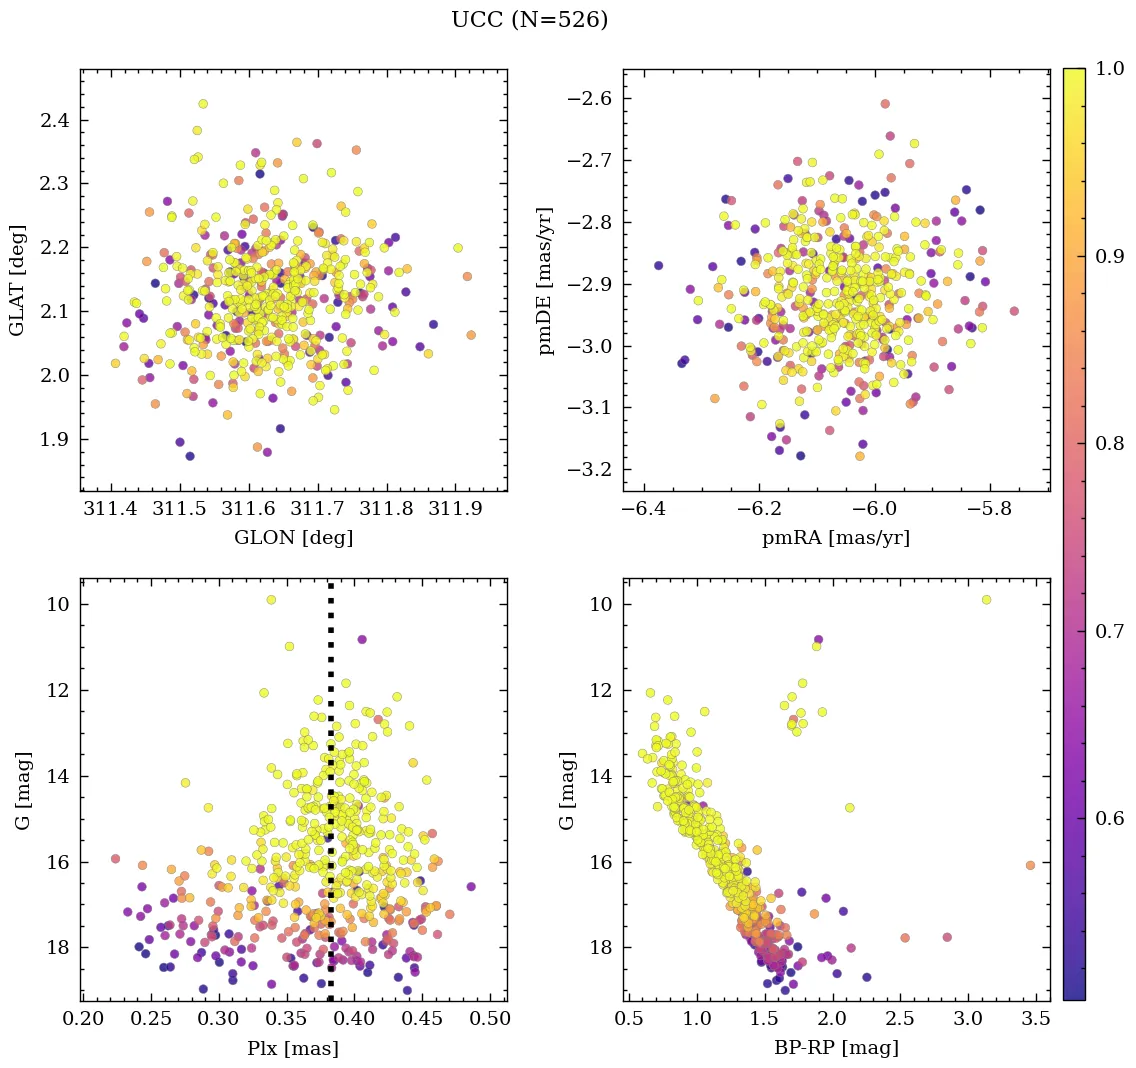 UCC (N=526)
2.4
2.3
2.2
2.1
2.0
1.9
GLAT [deg]
311.4 311.5 311.6 311.7 311.8 311.9
GLON [deg]
−2.6
−2.7
−2.8
−2.9
−3.0
−3.1
−3.2
pmDE [mas/yr]
−6.4 −6.2 −6.0 −5.8
pmRA [mas/yr]
1.0
0.9
0.8
0.7
0.6
10
12
14
16
18
G [mag]
0.20 0.25 0.30 0.35 0.40 0.45 0.50
Plx [mas]
10
12
14
16
18
G [mag]
0.5 1.0 1.5 2.0 2.5 3.0 3.5
BP-RP [mag]